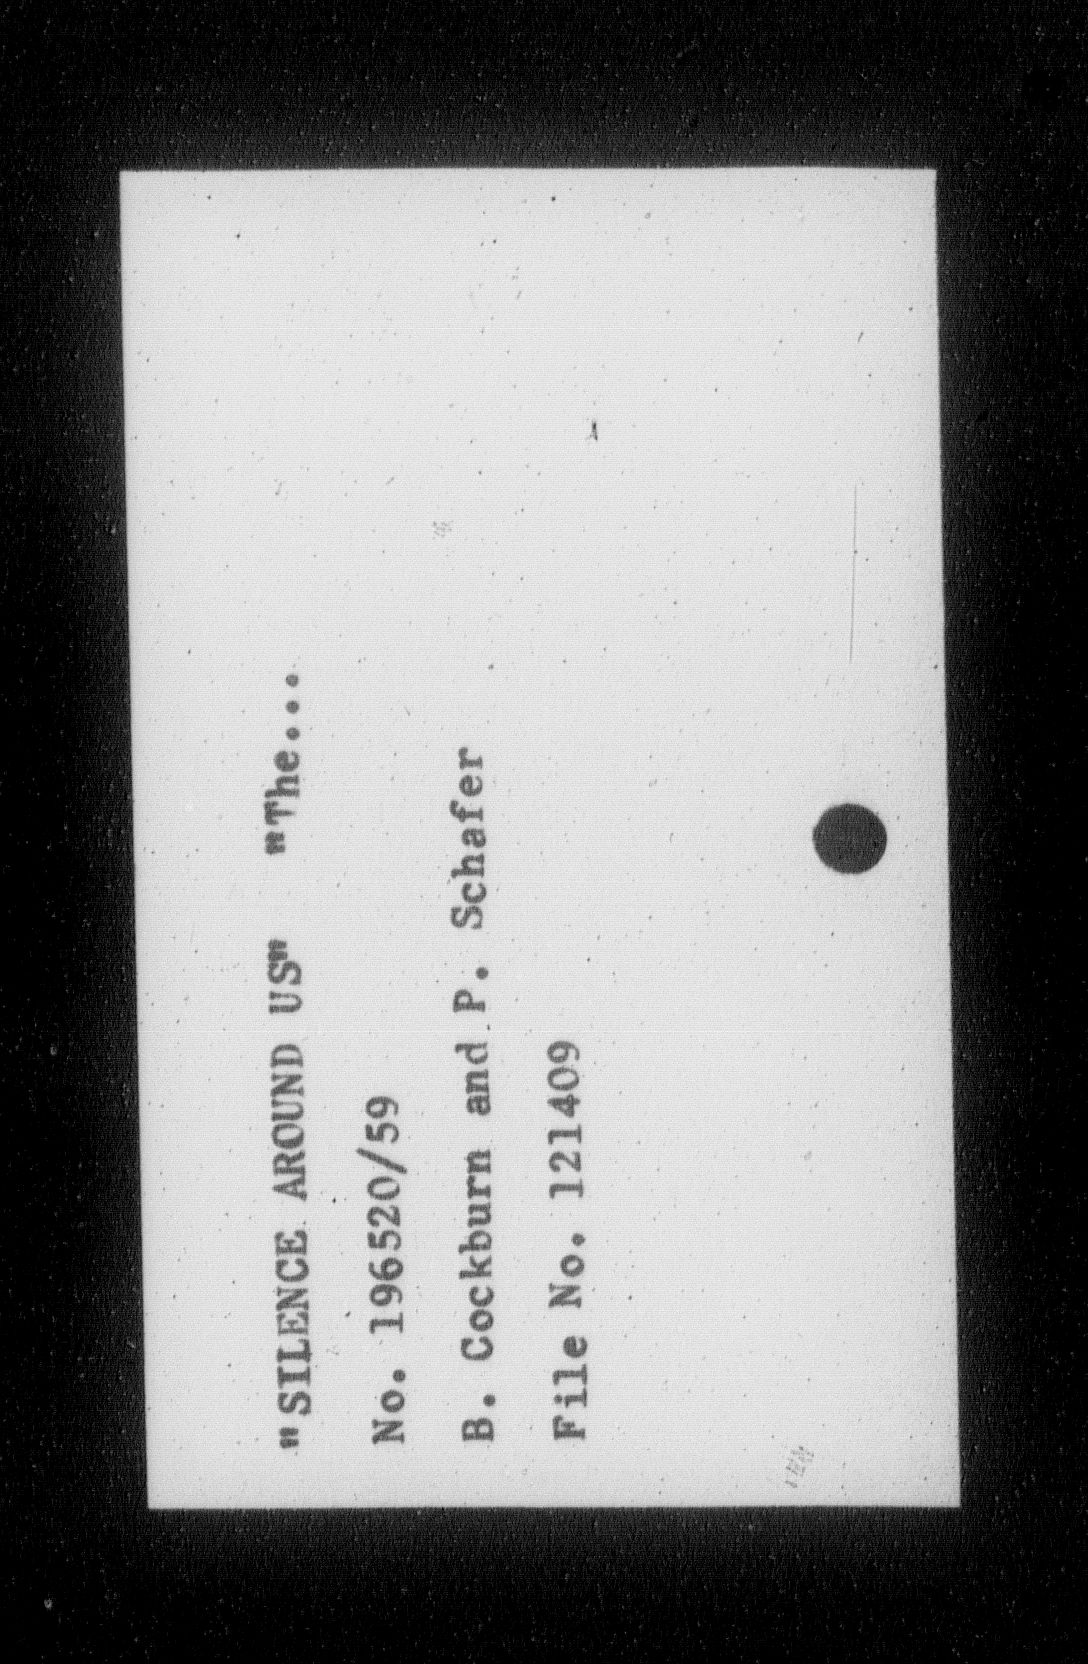 "SILENCE AROUND US" "The...
No. 196520/59
B. Cockburn and P. Schafer
File No. 121409